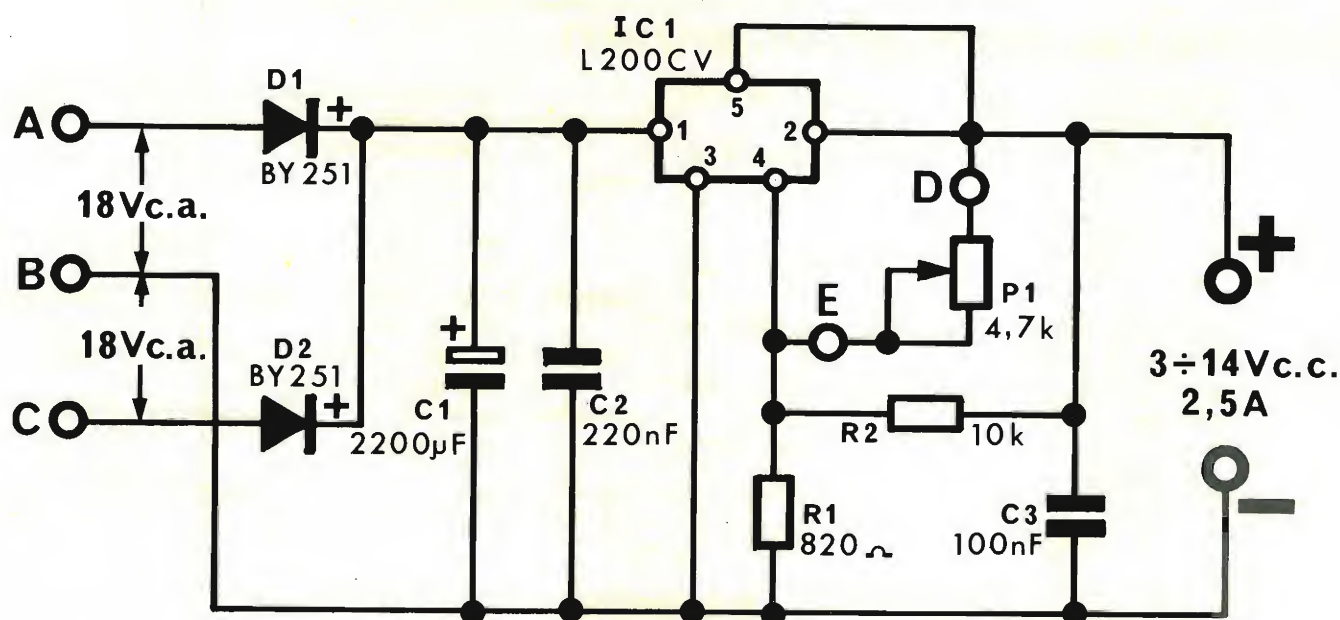 IC1
L200CV
5
1
2
3
4
A
D1
+
BY251
18Vc.a.
B
18Vc.a.
D2
BY251
+
C
+
C1
2200µF
C2
220nF
D
P1
4,7k
E
R2
10k
R1
820 Ω
C3
100nF
+
3÷14Vc.c.
2,5A
−